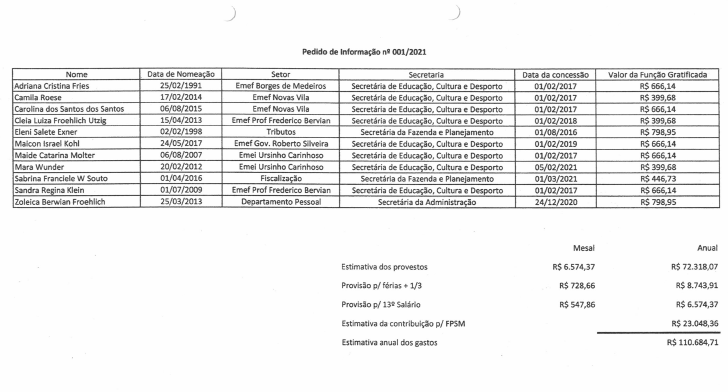 Pedido de Informação nº 001/2021
Nome Data de Nomeação Setor Secretaria Data da concessão Valor da Função Gratificada
Adriana Cristina Fries 25/02/1991 Emef Borges de Medeiros Secretária de Educação, Cultura e Desporto 01/02/2017 R$ 666,14
Camila Roese 17/02/2014 Emef Novas Vila Secretária de Educação, Cultura e Desporto 01/02/2017 R$ 399,68
Carolina dos Santos dos Santos 06/08/2015 Emef Novas Vila Secretária de Educação, Cultura e Desporto 01/02/2017 R$ 666,14
Cleia Luiza Froehlich Utzig 15/04/2013 Emef Prof Frederico Bervian Secretária de Educação, Cultura e Desporto 01/02/2018 R$ 399,68
Eleni Salete Exner 02/02/1998 Tributos Secretária da Fazenda e Planejamento 01/08/2016 R$ 798,95
Maicon Israel Kohl 24/05/2017 Emef Gov. Roberto Silveira Secretária de Educação, Cultura e Desporto 01/02/2019 R$ 666,14
Maide Catarina Molter 06/08/2007 Emei Ursinho Carinhoso Secretária de Educação, Cultura e Desporto 01/02/2017 R$ 666,14
Mara Wunder 20/02/2012 Emei Ursinho Carinhoso Secretária de Educação, Cultura e Desporto 05/02/2021 R$ 399,68
Sabrina Franciele W Souto 01/04/2016 Fiscalização Secretária da Fazenda e Planejamento 01/03/2021 R$ 446,73
Sandra Regina Klein 01/07/2009 Emef Prof Frederico Bervian Secretária de Educação, Cultura e Desporto 01/02/2017 R$ 666,14
Zoleica Berwian Froehlich 25/03/2013 Departamento Pessoal Secretária da Administração 24/12/2020 R$ 798,95
Mesal Anual
Estimativa dos provestos R$ 6.574,37 R$ 72.318,07
Provisão p/ férias + 1/3 R$ 728,66 R$ 8.743,91
Provisão p/ 13º Salário R$ 547,86 R$ 6.574,37
Estimativa da contribuição p/ FPSM R$ 23.048,36
Estimativa anual dos gastos R$ 110.684,71